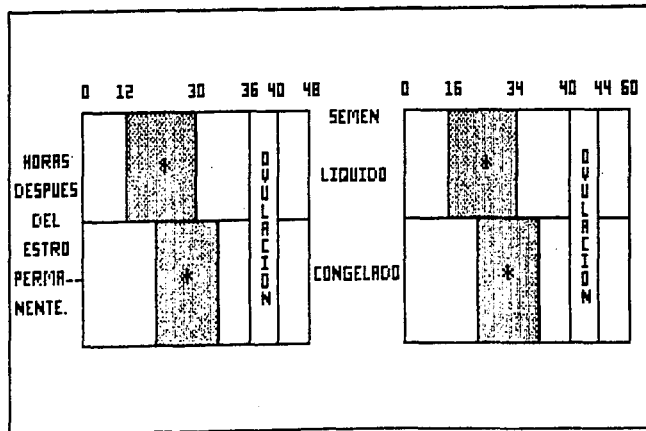 0 12 30 36 40 48
0 16 34 40 44 60
SEMEN
LIQUIDO
CONGELADO
HORAS
DESPUES
DEL
ESTRO
PERMA--
NENTE.
OVULACION
OVULACION